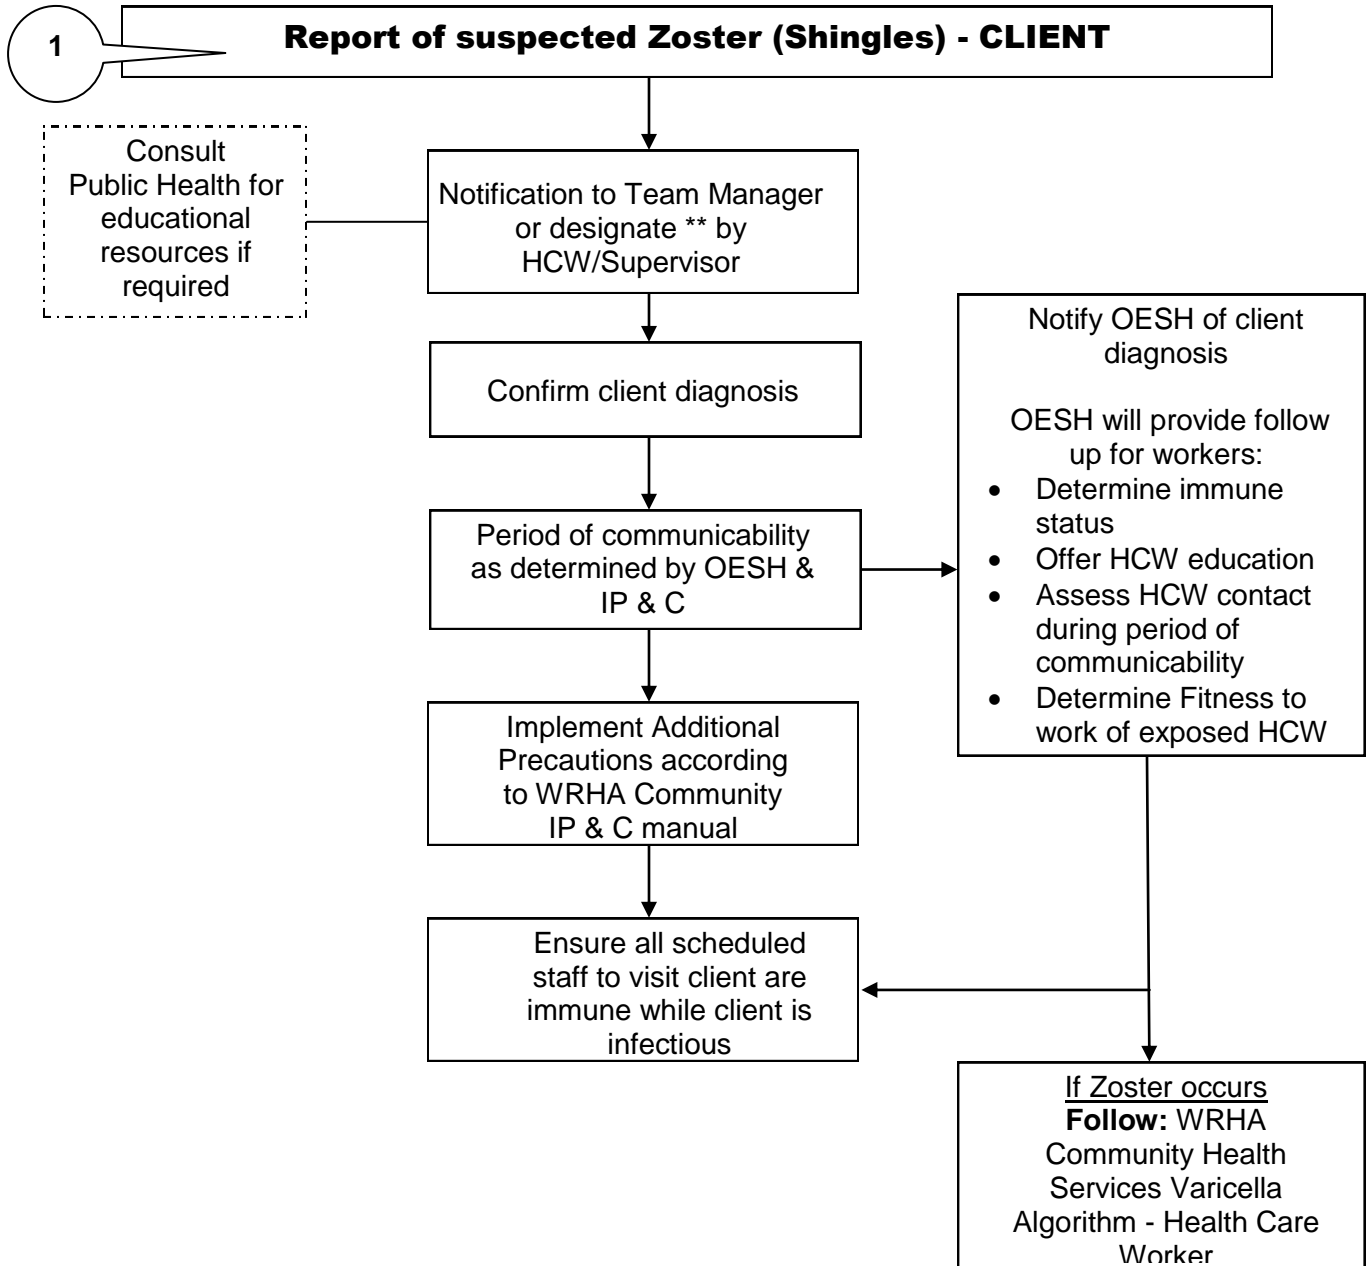 1
Report of suspected Zoster (Shingles) - CLIENT
Consult
Public Health for
educational
resources if
required
Notification to Team Manager
or designate ** by
HCW/Supervisor
Confirm client diagnosis
Period of communicability
as determined by OESH &
IP & C
Notify OESH of client
diagnosis
OESH will provide follow
up for workers:
• Determine immune
status
• Offer HCW education
• Assess HCW contact
during period of
communicability
• Determine Fitness to
work of exposed HCW
Implement Additional
Precautions according
to WRHA Community
IP & C manual
Ensure all scheduled
staff to visit client are
immune while client is
infectious
If Zoster occurs
Follow: WRHA
Community Health
Services Varicella
Algorithm - Health Care
Worker